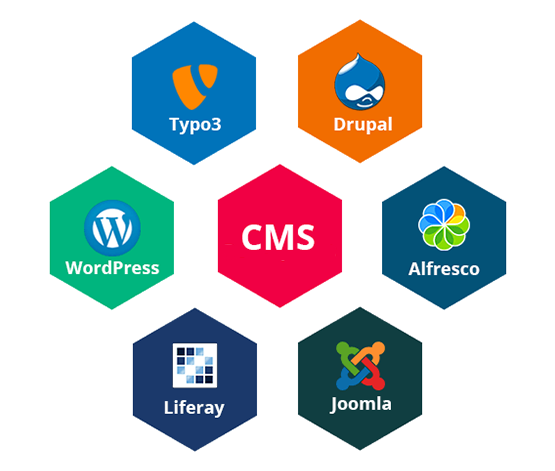 Typo3
Drupal
WordPress
CMS
Alfresco
Liferay
Joomla